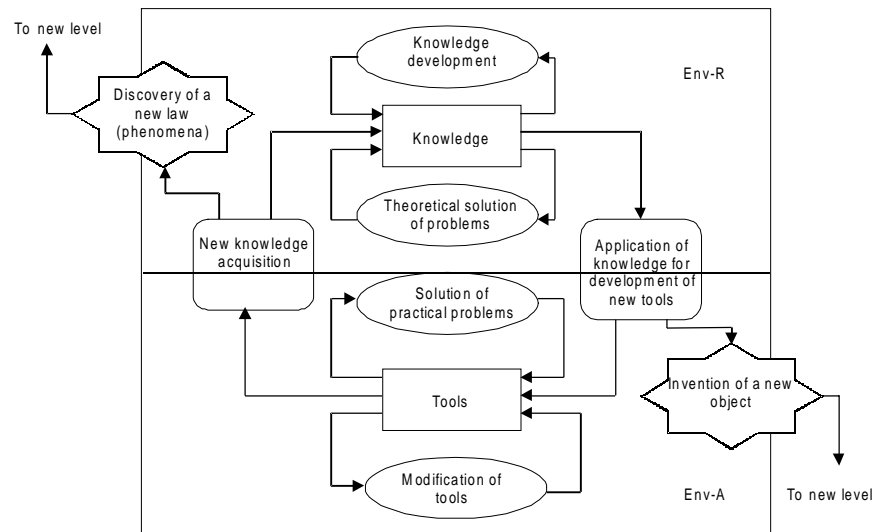 To new level
Knowledge
development
Env-R
Discovery of a
new law
(phenomena)
Knowledge
Theoretical solution
of problems
New knowledge
acquisition
Application of
knowledge for
development of
new tools
Solution of
practical problems
Invention of a new
object
Tools
Modification of
tools
Env-A
To new level